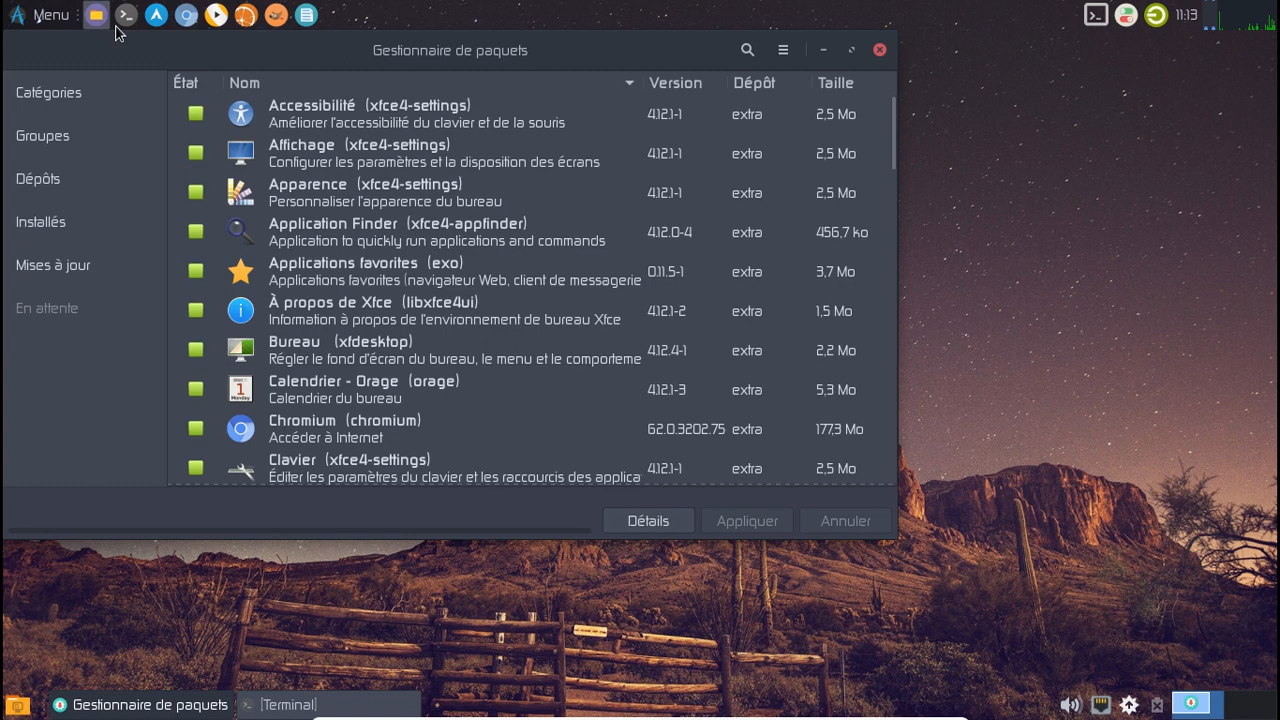 Menu
11:13
Gestionnaire de paquets
Catégories
Groupes
Dépôts
Installés
Mises à jour
En attente
État Nom Version Dépôt Taille
Accessibilité (xfce4-settings)
Améliorer l'accessibilité du clavier et de la souris
4.12.1-1 extra 2,5 Mo
Affichage (xfce4-settings)
Configurer les paramètres et la disposition des écrans
4.12.1-1 extra 2,5 Mo
Apparence (xfce4-settings)
Personnaliser l'apparence du bureau
4.12.1-1 extra 2,5 Mo
Application Finder (xfce4-appfinder)
Application to quickly run applications and commands
4.12.0-4 extra 456,7 ko
Applications favorites (exo)
Applications favorites (navigateur Web, client de messagerie
0.11.5-1 extra 3,7 Mo
À propos de Xfce (libxfce4ui)
Information à propos de l'environnement de bureau Xfce
4.12.1-2 extra 1,5 Mo
Bureau (xfdesktop)
Régler le fond d'écran du bureau, le menu et le comporteme
4.12.4-1 extra 2,2 Mo
Calendrier - Orage (orage)
Calendrier du bureau
4.12.1-3 extra 5,3 Mo
Chromium (chromium)
Accéder à Internet
62.0.3202.75 extra 177,3 Mo
Clavier (xfce4-settings)
Éditer les paramètres du clavier et les raccourcis des applica
4.12.1-1 extra 2,5 Mo
Détails Appliquer Annuler
Gestionnaire de paquets
[Terminal]